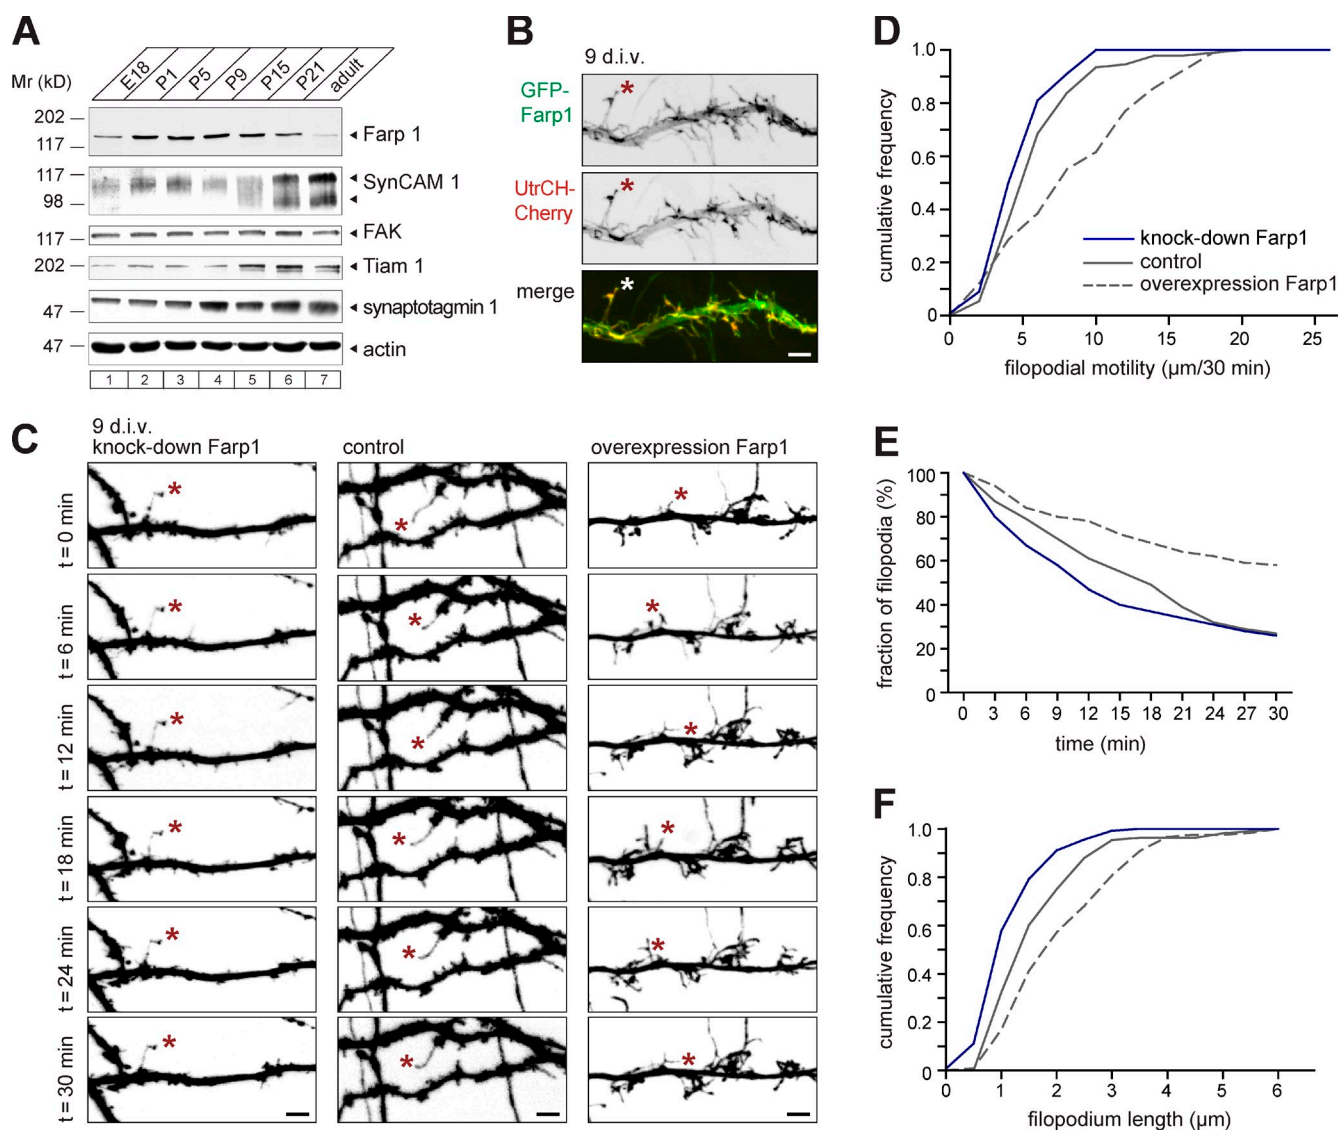 A
Mr (kD)
E18
P1
P5
P9
P15
P21
adult
202
117
Farp 1
117
98
SynCAM 1
117
FAK
202
Tiam 1
47
synaptotagmin 1
47
actin
1 2 3 4 5 6 7
B
9 d.i.v.
GFP-
Farp1
*
UtrCH-
Cherry
*
merge
*
C
9 d.i.v.
knock-down Farp1
control
overexpression Farp1
t = 0 min
* * *
t = 6 min
* * *
t = 12 min
* * *
t = 18 min
* * *
t = 24 min
* * *
t = 30 min
* * *
D
cumulative frequency
1.0
0.8
0.6
0.4
0.2
0
knock-down Farp1
control
overexpression Farp1
0 5 10 15 20 25
filopodial motility (µm/30 min)
E
fraction of filopodia (%)
100
80
60
40
20
0
0 3 6 9 12 15 18 21 24 27 30
time (min)
F
cumulative frequency
1.0
0.8
0.6
0.4
0.2
0
0 1 2 3 4 5 6
filopodium length (µm)